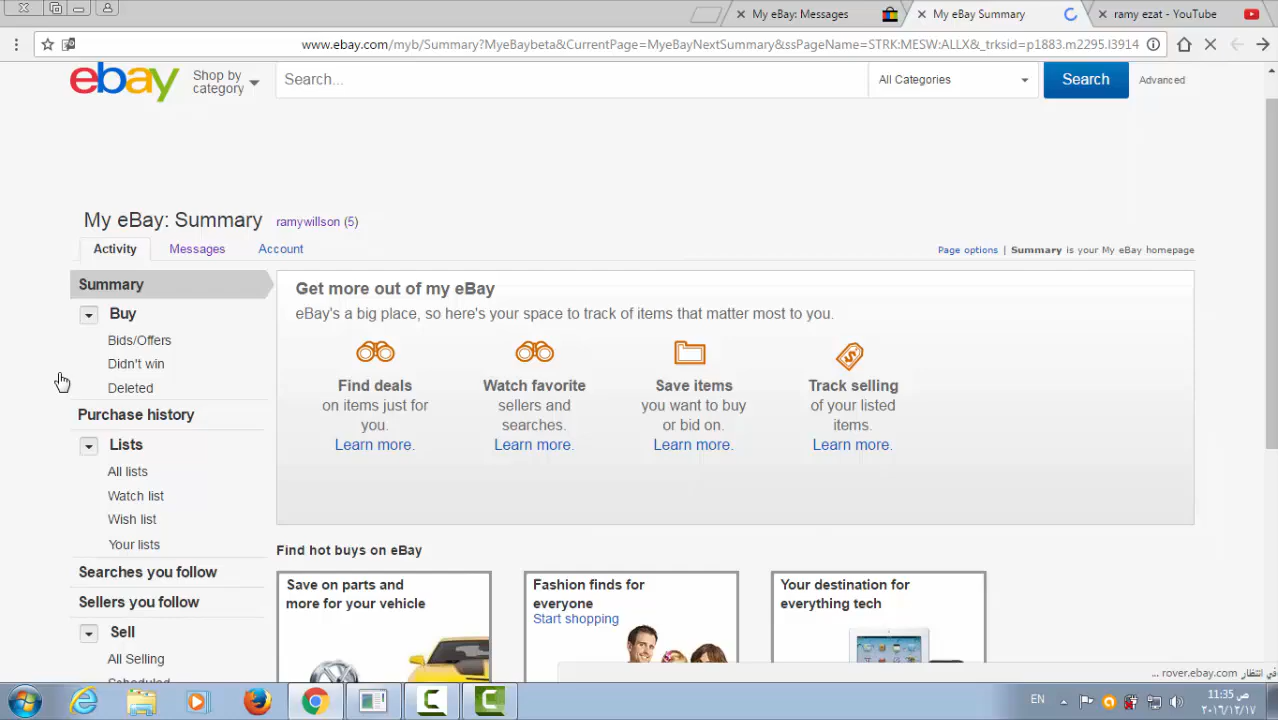 My eBay: Messages
My eBay Summary
ramy ezat - YouTube
www.ebay.com/myb/Summary?MyeBaybeta&CurrentPage=MyeBayNextSummary&ssPageName=STRK:MESW:ALLX&_trksid=p1883.m2295.l3914
ebay
Shop by category
Search...
All Categories
Search
Advanced
My eBay: Summary
ramywillson (5)
Activity
Messages
Account
Page options | Summary is your My eBay homepage
Summary
Buy
Bids/Offers
Didn't win
Deleted
Purchase history
Lists
All lists
Watch list
Wish list
Your lists
Searches you follow
Sellers you follow
Sell
All Selling
Scheduled
Get more out of my eBay
eBay's a big place, so here's your space to track of items that matter most to you.
Find deals
on items just for
you.
Learn more.
Watch favorite
sellers and
searches.
Learn more.
Save items
you want to buy
or bid on.
Learn more.
Track selling
of your listed
items.
Learn more.
Find hot buys on eBay
Save on parts and
more for your vehicle
Fashion finds for
everyone
Start shopping
Your destination for
everything tech
في انتظار rover.ebay.com ...
EN
11:35 ص
٢٠١٦/١٢/١٧